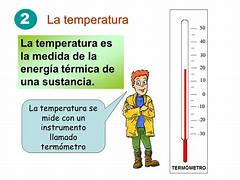 2 La temperatura
La temperatura es
la medida de la
energía térmica de
una sustancia.
La temperatura se
mide con un
instrumento
llamado
termómetro
50
40
30
20
10
0
-10
-20
-30
TERMÓMETRO